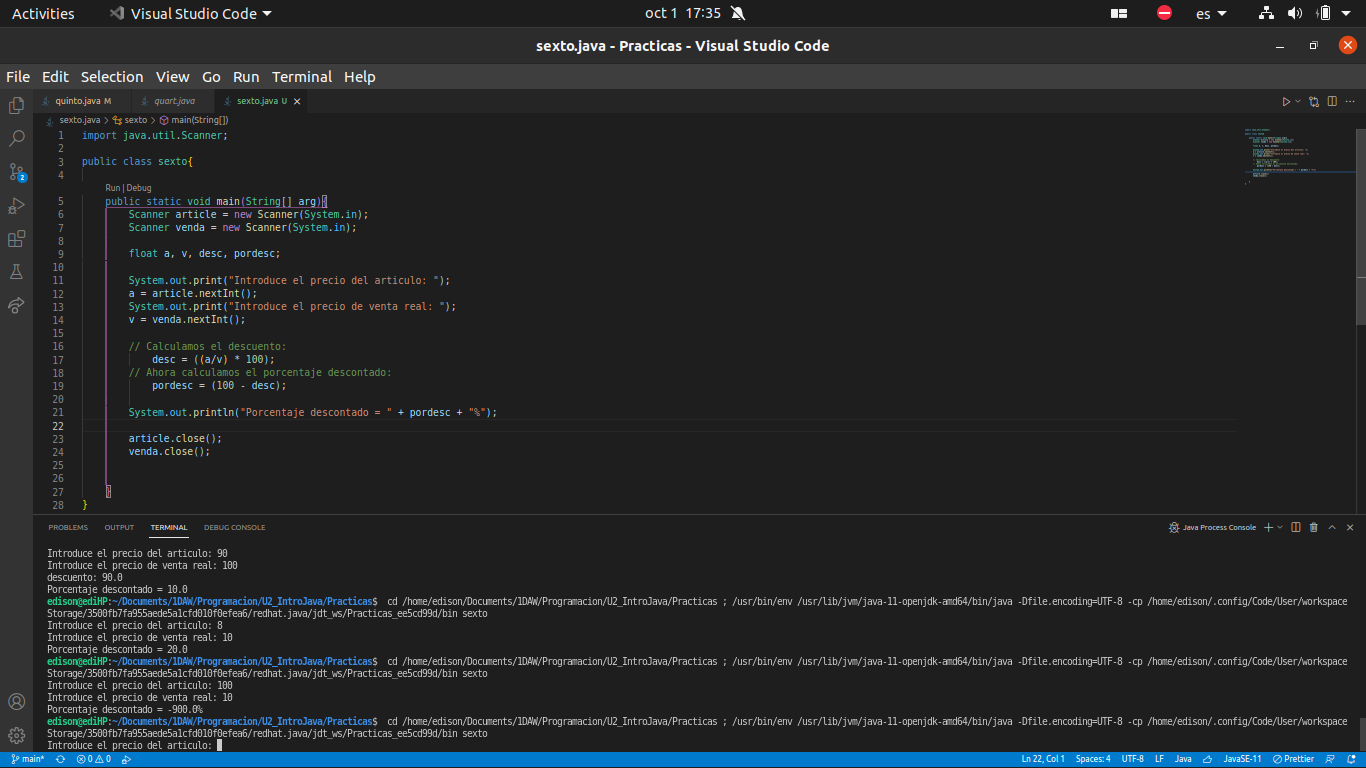 Activities Visual Studio Code oct 1 17:35 es
sexto.java - Practicas - Visual Studio Code
File Edit Selection View Go Run Terminal Help
quinto.java M quart.java sexto.java U
sexto.java > sexto > main(String[])
1 import java.util.Scanner;
2
3 public class sexto{
4
Run | Debug
5 public static void main(String[] arg){
6 Scanner article = new Scanner(System.in);
7 Scanner venda = new Scanner(System.in);
8
9 float a, v, desc, pordesc;
10
11 System.out.print("Introduce el precio del articulo: ");
12 a = article.nextInt();
13 System.out.print("Introduce el precio de venta real: ");
14 v = venda.nextInt();
15
16 // Calculamos el descuento:
17 desc = ((a/v) * 100);
18 // Ahora calculamos el porcentaje descontado:
19 pordesc = (100 - desc);
20
21 System.out.println("Porcentaje descontado = " + pordesc + "%");
22
23 article.close();
24 venda.close();
25
26
27 }
28 }
PROBLEMS OUTPUT TERMINAL DEBUG CONSOLE Java Process Console
Introduce el precio del articulo: 90
Introduce el precio de venta real: 100
descuento: 90.0
Porcentaje descontado = 10.0
edison@ediHP:~/Documents/1DAW/Programacion/U2_IntroJava/Practicas$ cd /home/edison/Documents/1DAW/Programacion/U2_IntroJava/Practicas ; /usr/bin/env /usr/lib/jvm/java-11-openjdk-amd64/bin/java -Dfile.encoding=UTF-8 -cp /home/edison/.config/Code/User/workspace
Storage/3500fb7fa955aede5a1cfd010f0efea6/redhat.java/jdt_ws/Practicas_ee5cd99d/bin sexto
Introduce el precio del articulo: 8
Introduce el precio de venta real: 10
Porcentaje descontado = 20.0
edison@ediHP:~/Documents/1DAW/Programacion/U2_IntroJava/Practicas$ cd /home/edison/Documents/1DAW/Programacion/U2_IntroJava/Practicas ; /usr/bin/env /usr/lib/jvm/java-11-openjdk-amd64/bin/java -Dfile.encoding=UTF-8 -cp /home/edison/.config/Code/User/workspace
Storage/3500fb7fa955aede5a1cfd010f0efea6/redhat.java/jdt_ws/Practicas_ee5cd99d/bin sexto
Introduce el precio del articulo: 100
Introduce el precio de venta real: 10
Porcentaje descontado = -900.0%
edison@ediHP:~/Documents/1DAW/Programacion/U2_IntroJava/Practicas$ cd /home/edison/Documents/1DAW/Programacion/U2_IntroJava/Practicas ; /usr/bin/env /usr/lib/jvm/java-11-openjdk-amd64/bin/java -Dfile.encoding=UTF-8 -cp /home/edison/.config/Code/User/workspace
Storage/3500fb7fa955aede5a1cfd010f0efea6/redhat.java/jdt_ws/Practicas_ee5cd99d/bin sexto
Introduce el precio del articulo:
main* 0 0 Ln 22, Col 1 Spaces: 4 UTF-8 LF Java JavaSE-11 Prettier